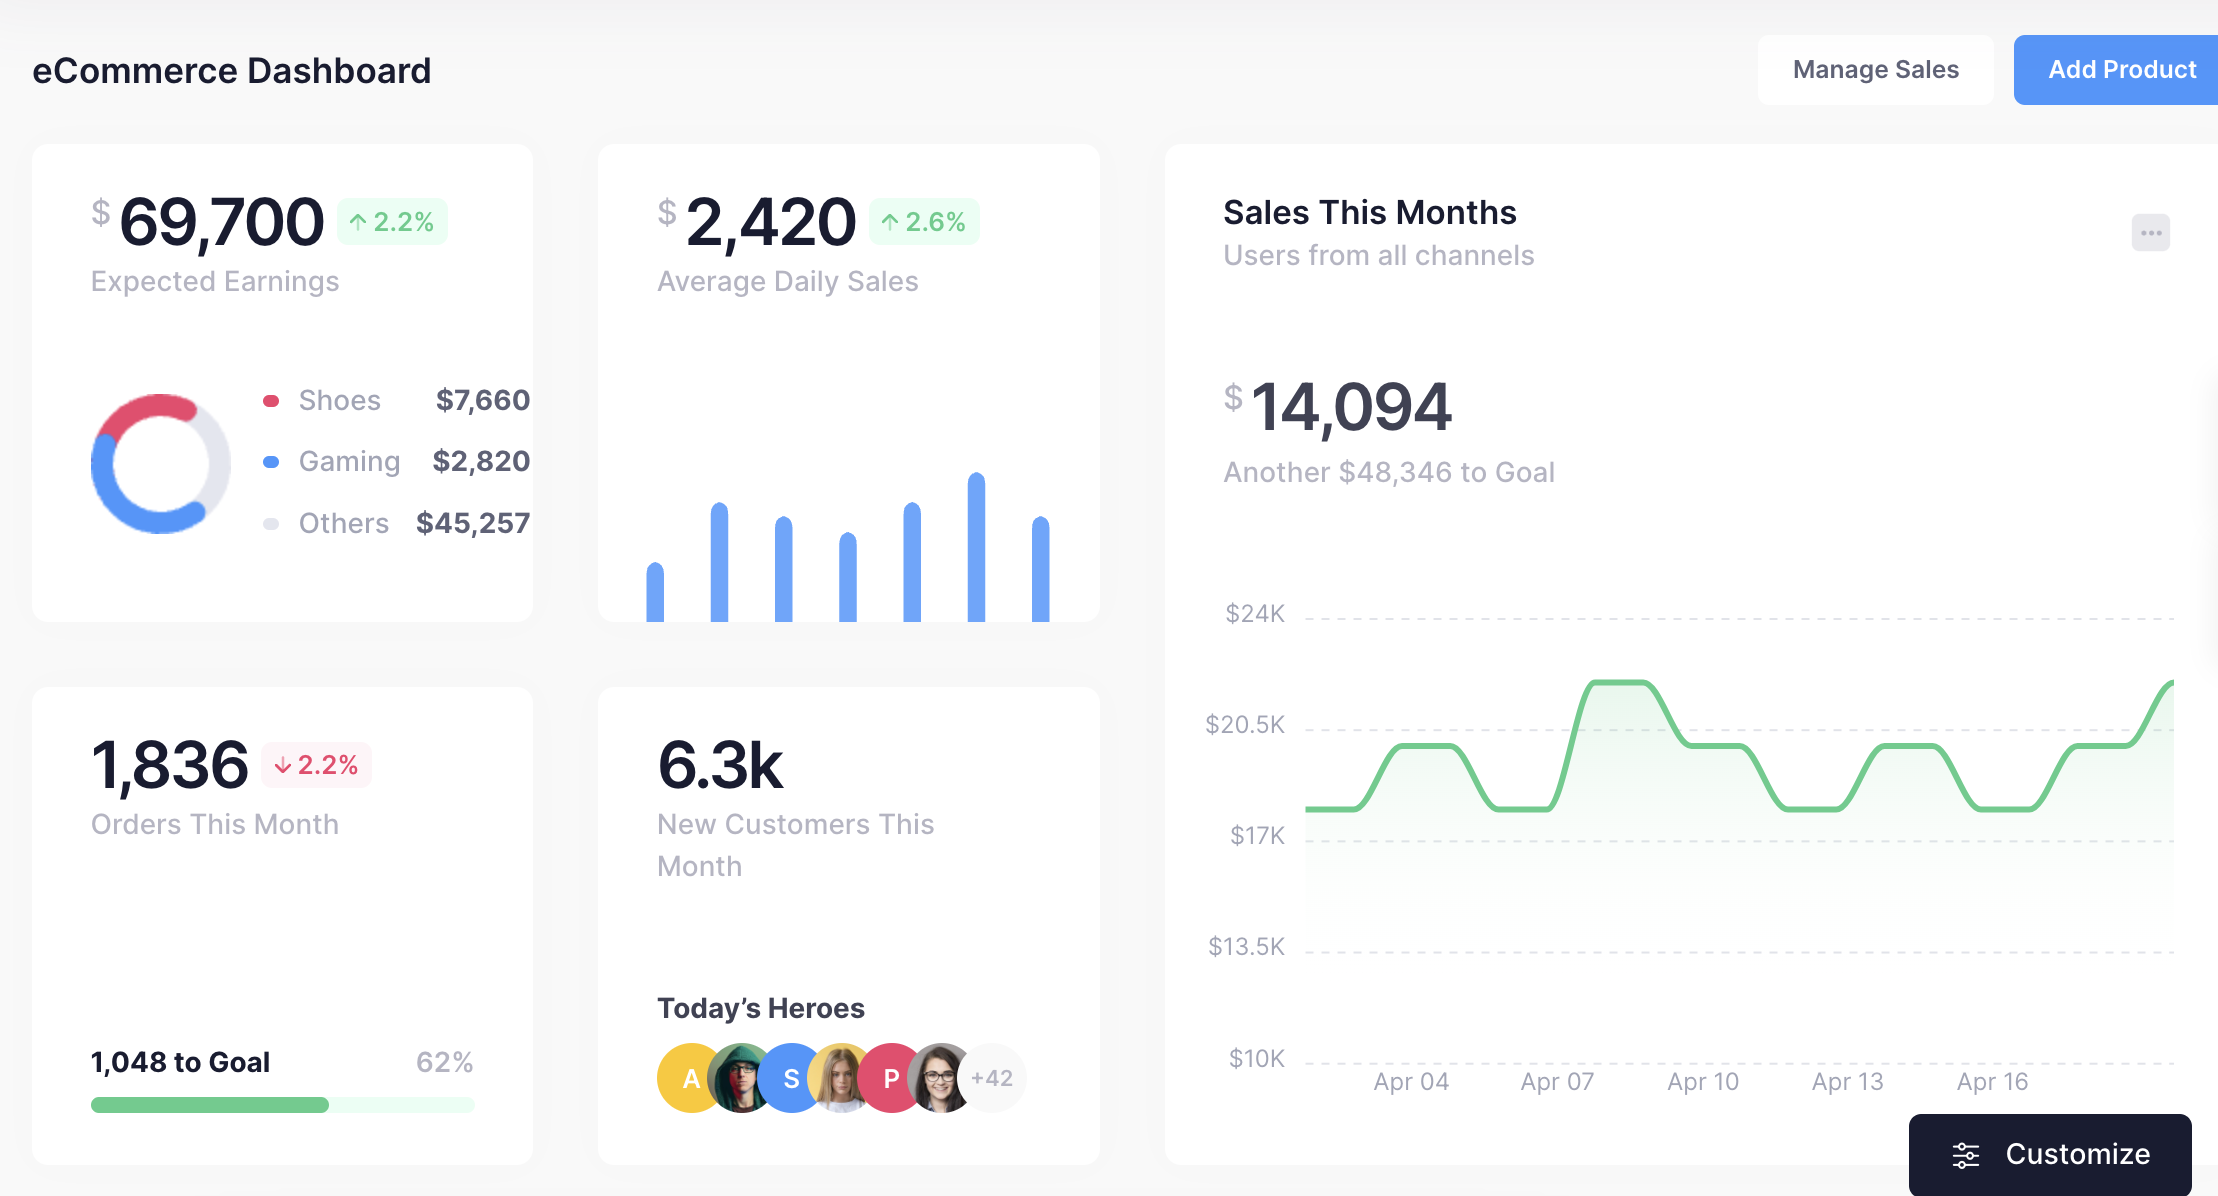 eCommerce Dashboard
Manage Sales
Add Product
$69,700 ↑ 2.2%
Expected Earnings
Shoes $7,660
Gaming $2,820
Others $45,257
$2,420 ↑ 2.6%
Average Daily Sales
Sales This Months
Users from all channels
$14,094
Another $48,346 to Goal
$24K
$20.5K
$17K
$13.5K
$10K
Apr 04 Apr 07 Apr 10 Apr 13 Apr 16
1,836 ↓ 2.2%
Orders This Month
1,048 to Goal 62%
6.3k
New Customers This
Month
Today’s Heroes
A S P +42
Customize